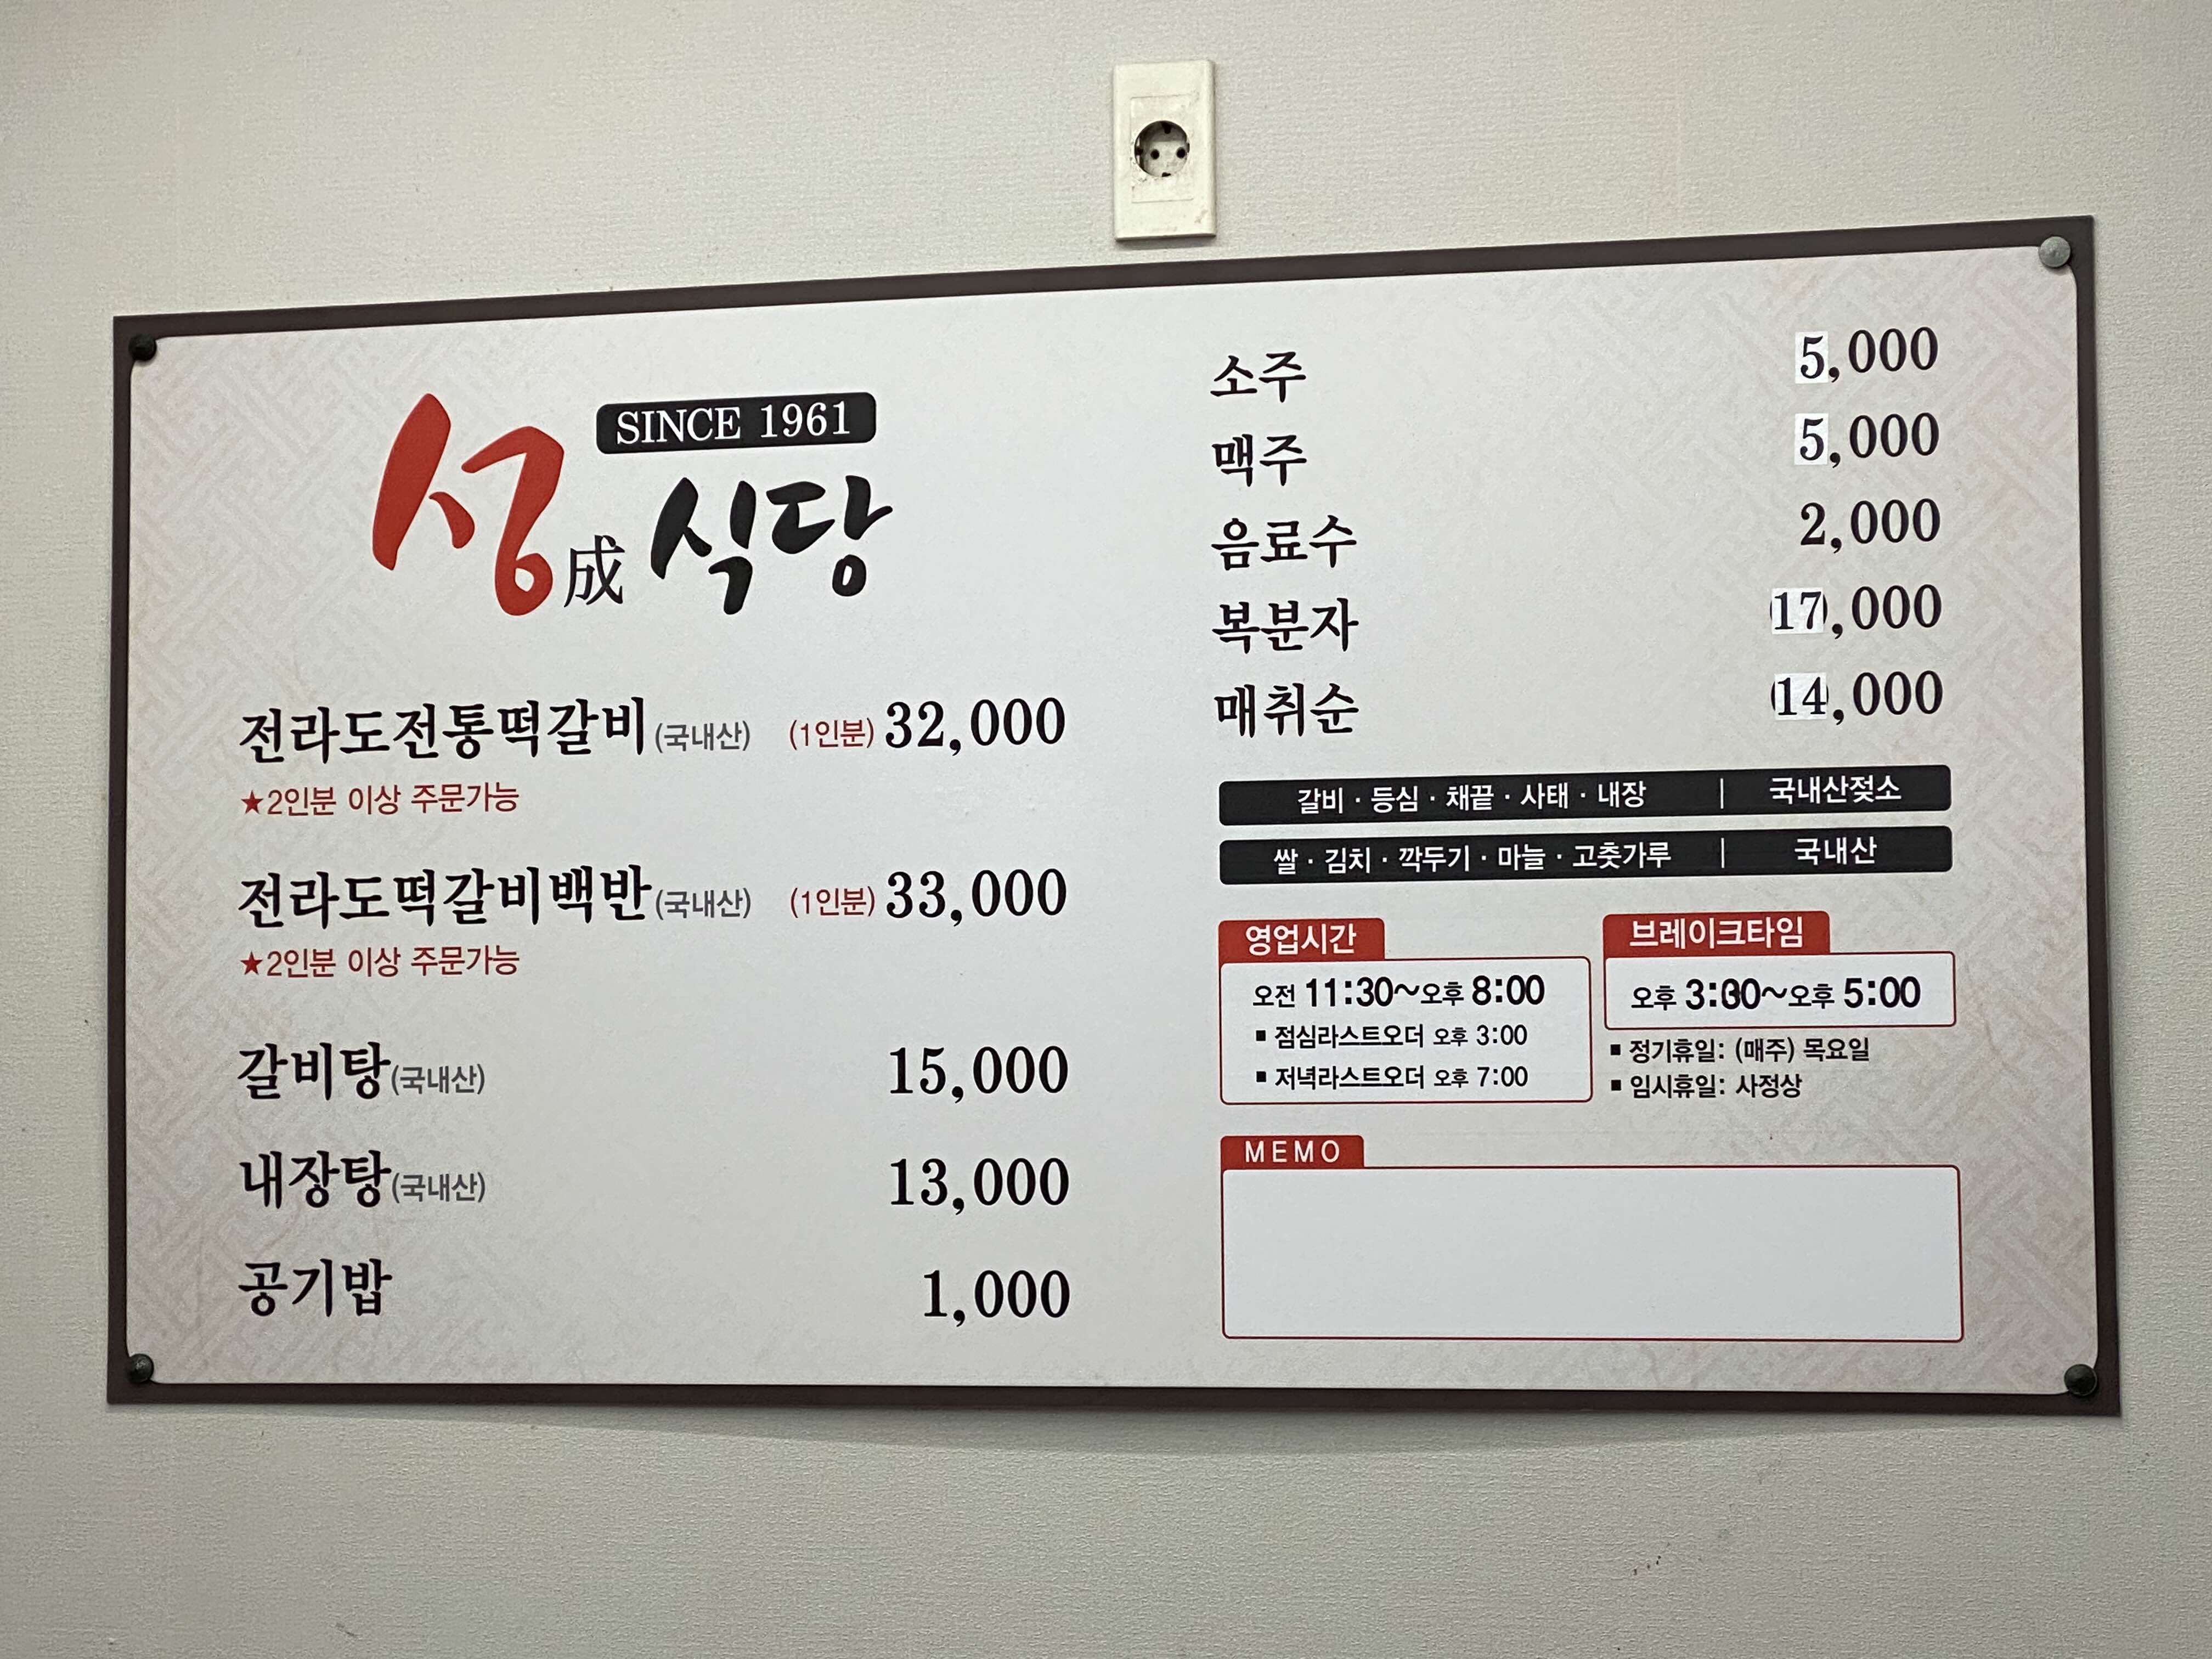 SINCE 1961
성成식당
전라도전통떡갈비(국내산) (1인분) 32,000
★2인분 이상 주문가능
전라도떡갈비백반(국내산) (1인분) 33,000
★2인분 이상 주문가능
갈비탕(국내산) 15,000
내장탕(국내산) 13,000
공기밥 1,000
소주 5,000
맥주 5,000
음료수 2,000
복분자 17,000
매취순 14,000
갈비 · 등심 · 채끝 · 사태 · 내장 | 국내산젖소
쌀 · 김치 · 깍두기 · 마늘 · 고춧가루 | 국내산
영업시간
오전 11:30~오후 8:00
▪ 점심라스트오더 오후 3:00
▪ 저녁라스트오더 오후 7:00
브레이크타임
오후 3:00~오후 5:00
▪ 정기휴일: (매주) 목요일
▪ 임시휴일: 사정상
MEMO